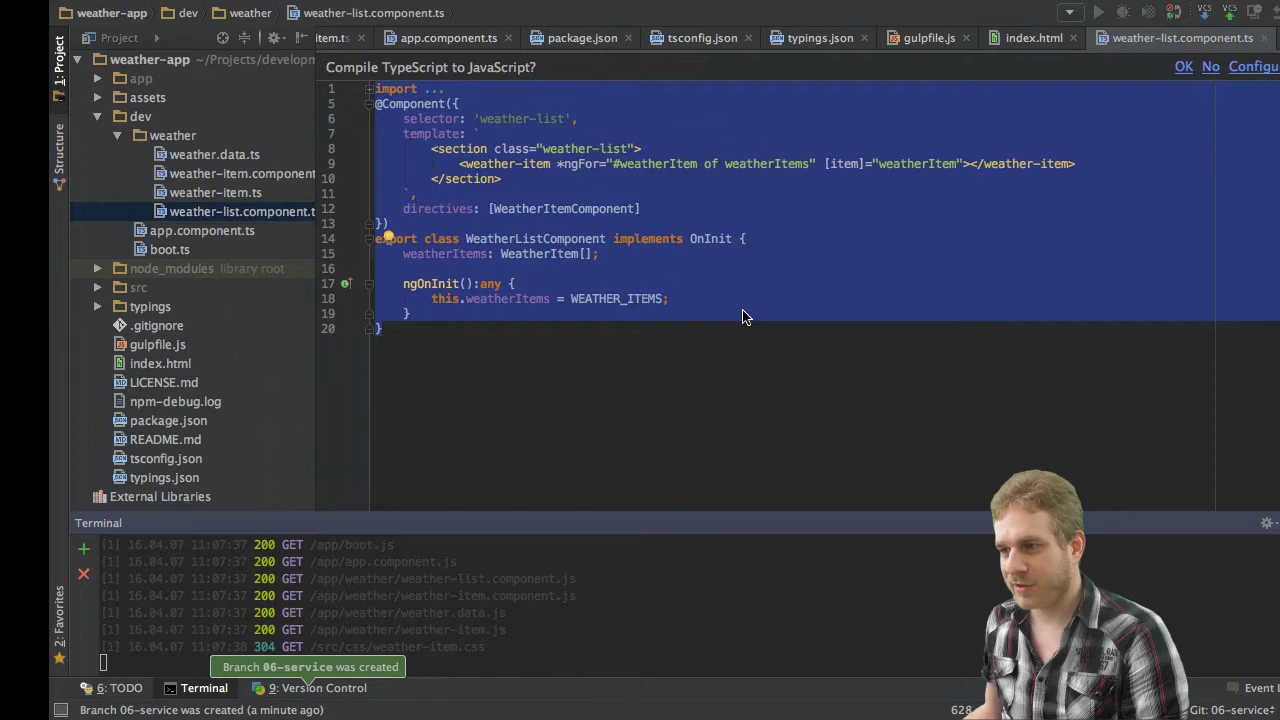 weather-app
dev
weather
weather-list.component.ts
Project
item.ts
app.component.ts
package.json
tsconfig.json
typings.json
gulpfile.js
index.html
weather-list.component.ts
1: Project
Structure
2: Favorites
weather-app ~/Projects/developm
app
assets
dev
weather
weather.data.ts
weather-item.component
weather-item.ts
weather-list.component.t
app.component.ts
boot.ts
node_modules library root
src
typings
.gitignore
gulpfile.js
index.html
LICENSE.md
npm-debug.log
package.json
README.md
tsconfig.json
typings.json
External Libraries
Compile TypeScript to JavaScript?
OK No Configu
1 import ...
5 @Component({
6 selector: 'weather-list',
7 template: `
8 <section class="weather-list">
9 <weather-item *ngFor="#weatherItem of weatherItems" [item]="weatherItem"></weather-item>
10 </section>
11 `,
12 directives: [WeatherItemComponent]
13 })
14 export class WeatherListComponent implements OnInit {
15 weatherItems: WeatherItem[];
16
17 ngOnInit():any {
18 this.weatherItems = WEATHER_ITEMS;
19 }
20 }
Terminal
[1] 16.04.07 11:07:37 200 GET /app/boot.js
[1] 16.04.07 11:07:37 200 GET /app/app.component.js
[1] 16.04.07 11:07:37 200 GET /app/weather/weather-list.component.js
[1] 16.04.07 11:07:37 200 GET /app/weather/weather-item.component.js
[1] 16.04.07 11:07:37 200 GET /app/weather/weather.data.js
[1] 16.04.07 11:07:37 200 GET /app/weather/weather-item.js
[1] 16.04.07 11:07:38 304 GET /src/css/weather-item.css
Branch 06-service was created
6: TODO
Terminal
9: Version Control
Event L
Branch 06-service was created (a minute ago)
628
Git: 06-service